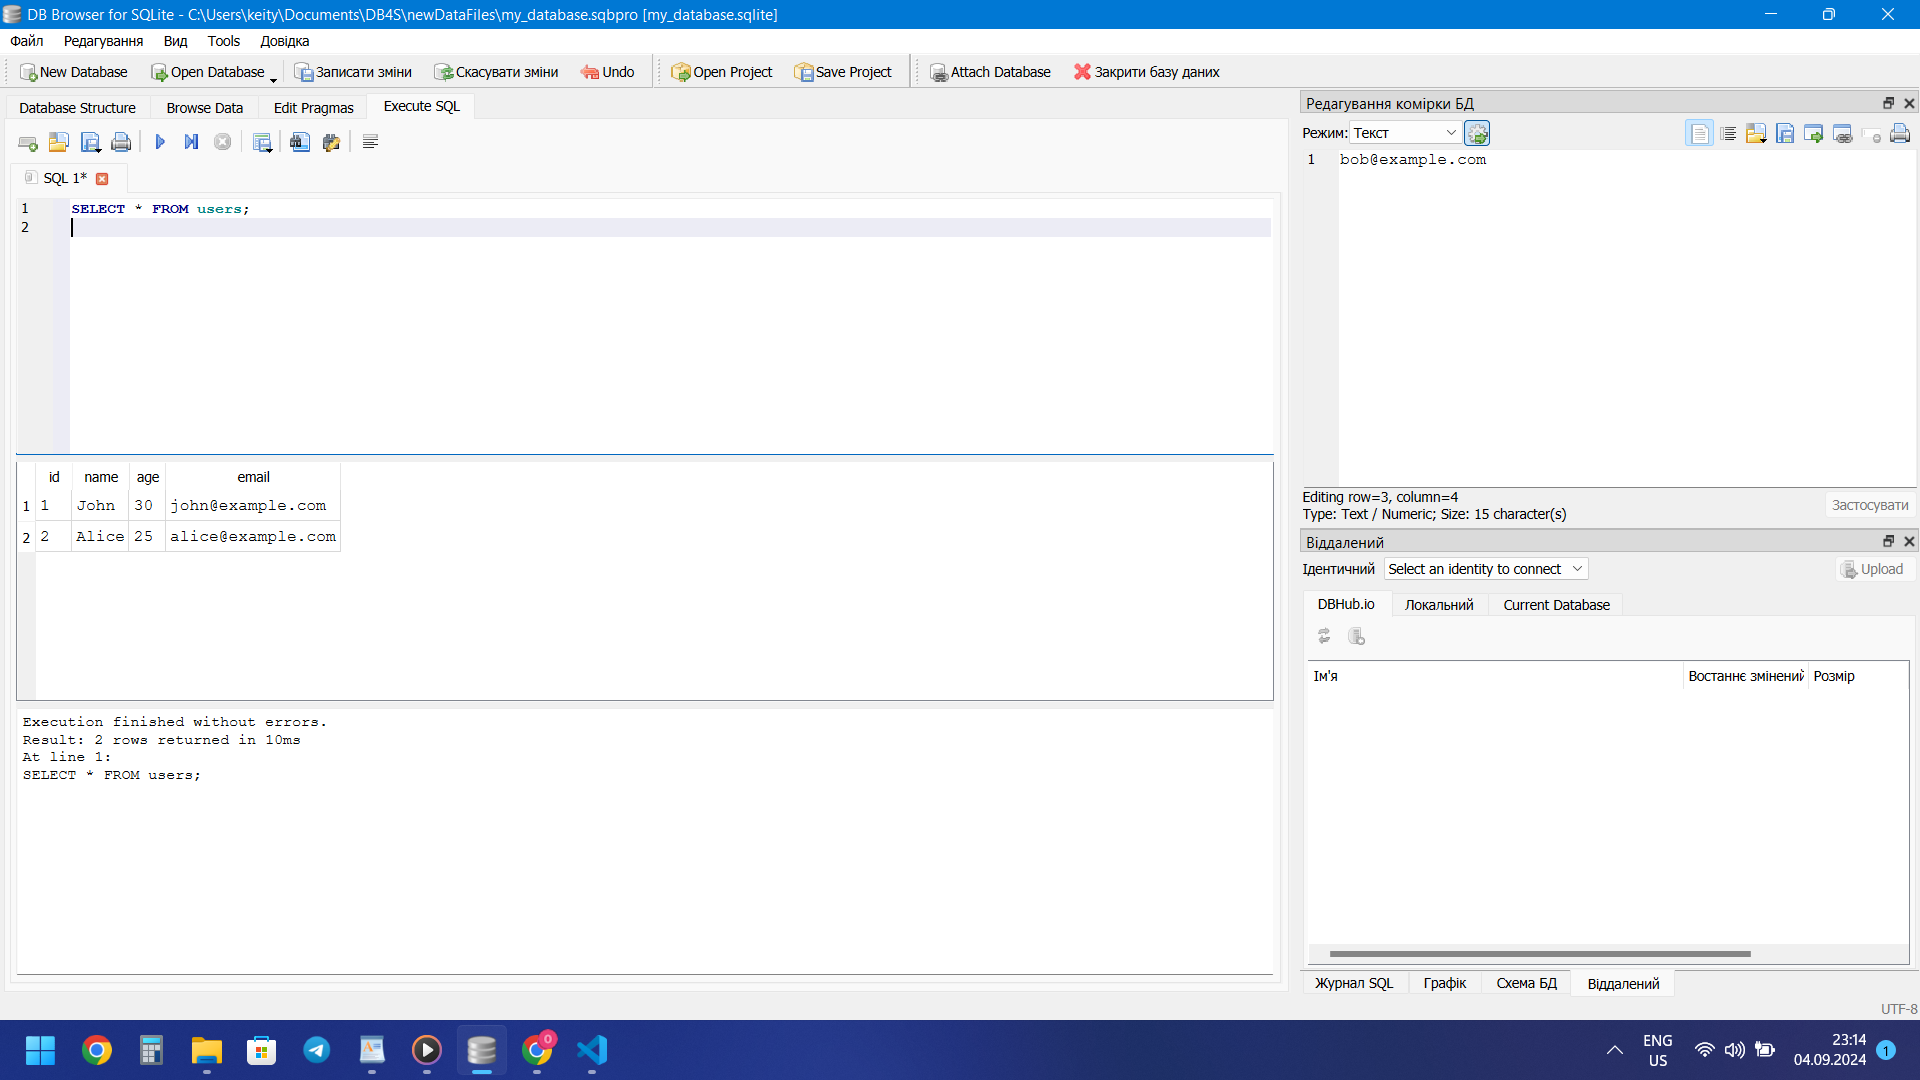 DB Browser for SQLite - C:\Users\keity\Documents\DB4S\newDataFiles\my_database.sqbpro [my_database.sqlite]
Файл Редагування Вид Tools Довідка
New Database Open Database Записати зміни Скасувати зміни Undo Open Project Save Project Attach Database Закрити базу даних
Database Structure Browse Data Edit Pragmas Execute SQL
SQL 1*
1 SELECT * FROM users;
2
id name age email
1 1 John 30 john@example.com
2 2 Alice 25 alice@example.com
Execution finished without errors.
Result: 2 rows returned in 10ms
At line 1:
SELECT * FROM users;
Редагування комірки БД
Режим: Текст
1 bob@example.com
Editing row=3, column=4
Type: Text / Numeric; Size: 15 character(s)
Застосувати
Віддалений
Ідентичний Select an identity to connect Upload
DBHub.io Локальний Current Database
Ім'я Востаннє змінений Розмір
Журнал SQL Графік Схема БД Віддалений
UTF-8
0
ENG
US
23:14
04.09.2024
1